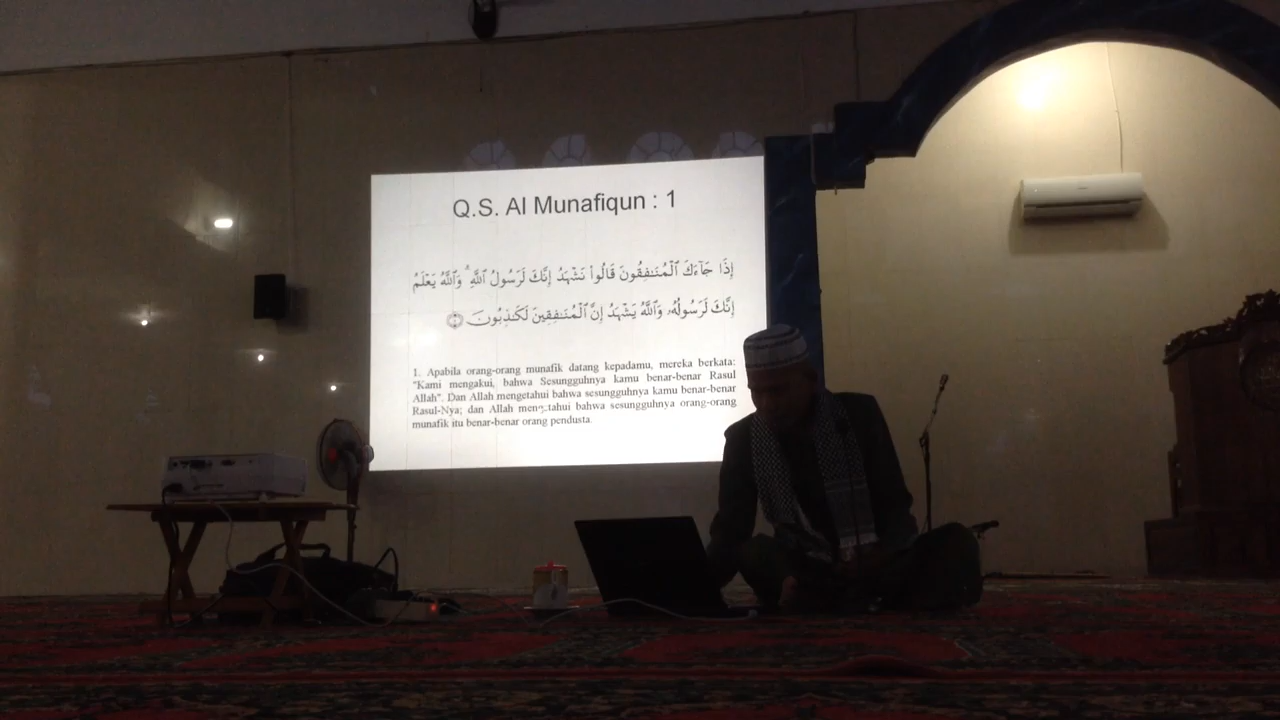 Q.S. Al Munafiqun : 1
إِذَا جَآءَكَ ٱلْمُنَـٰفِقُونَ قَالُوا۟ نَشْهَدُ إِنَّكَ لَرَسُولُ ٱللَّهِ ۗ وَٱللَّهُ يَعْلَمُ
إِنَّكَ لَرَسُولُهُۥ وَٱللَّهُ يَشْهَدُ إِنَّ ٱلْمُنَـٰفِقِينَ لَكَـٰذِبُونَ ﴿١﴾
1. Apabila orang-orang munafik datang kepadamu, mereka berkata:
"Kami mengakui, bahwa Sesungguhnya kamu benar-benar Rasul
Allah". Dan Allah mengetahui bahwa sesungguhnya kamu benar-benar
Rasul-Nya; dan Allah mengetahui bahwa sesungguhnya orang-orang
munafik itu benar-benar orang pendusta.